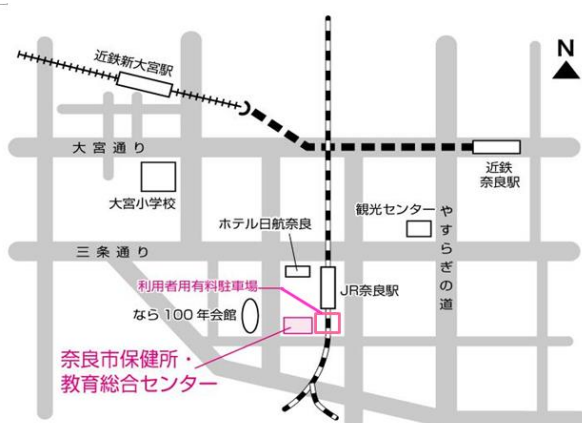 近鉄新大宮駅
N
大宮通り
近鉄
奈良駅
大宮小学校
観光センター
やすらぎの道
ホテル日航奈良
三条通り
利用者用有料駐車場
JR奈良駅
なら100年会館
奈良市保健所・
教育総合センター